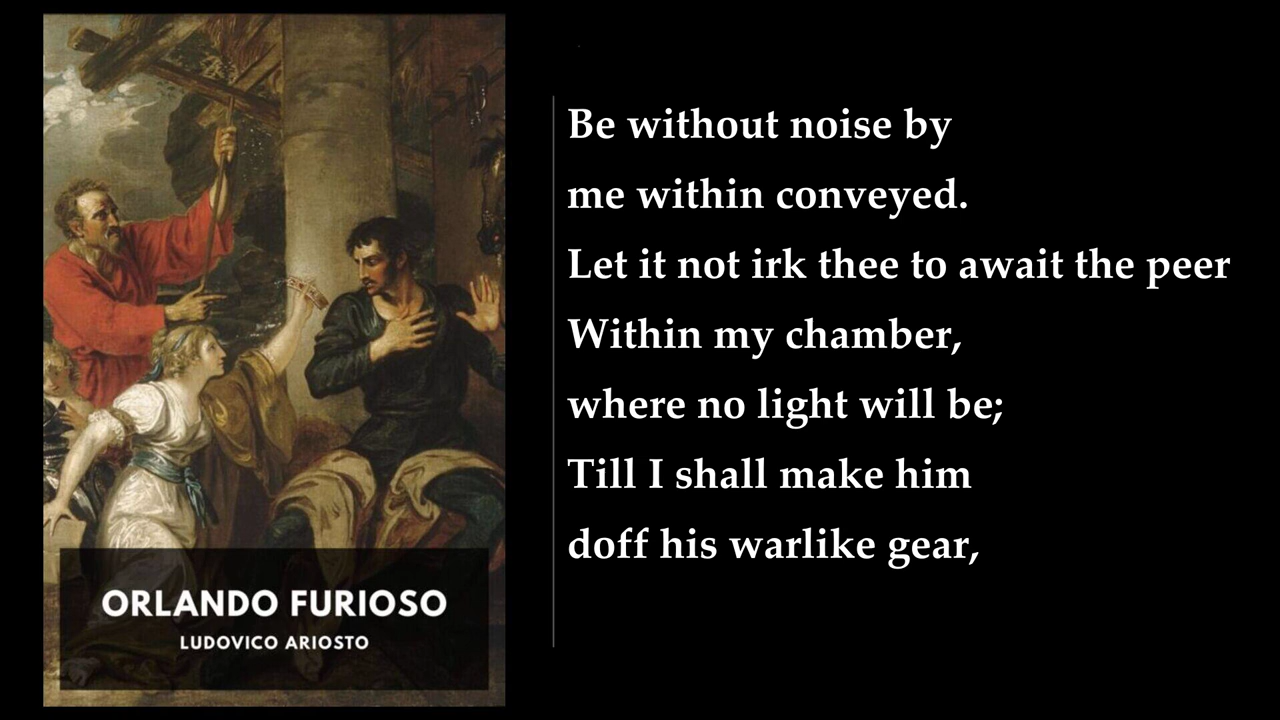 ORLANDO FURIOSO
LUDOVICO ARIOSTO
Be without noise by
me within conveyed.
Let it not irk thee to await the peer
Within my chamber,
where no light will be;
Till I shall make him
doff his warlike gear,